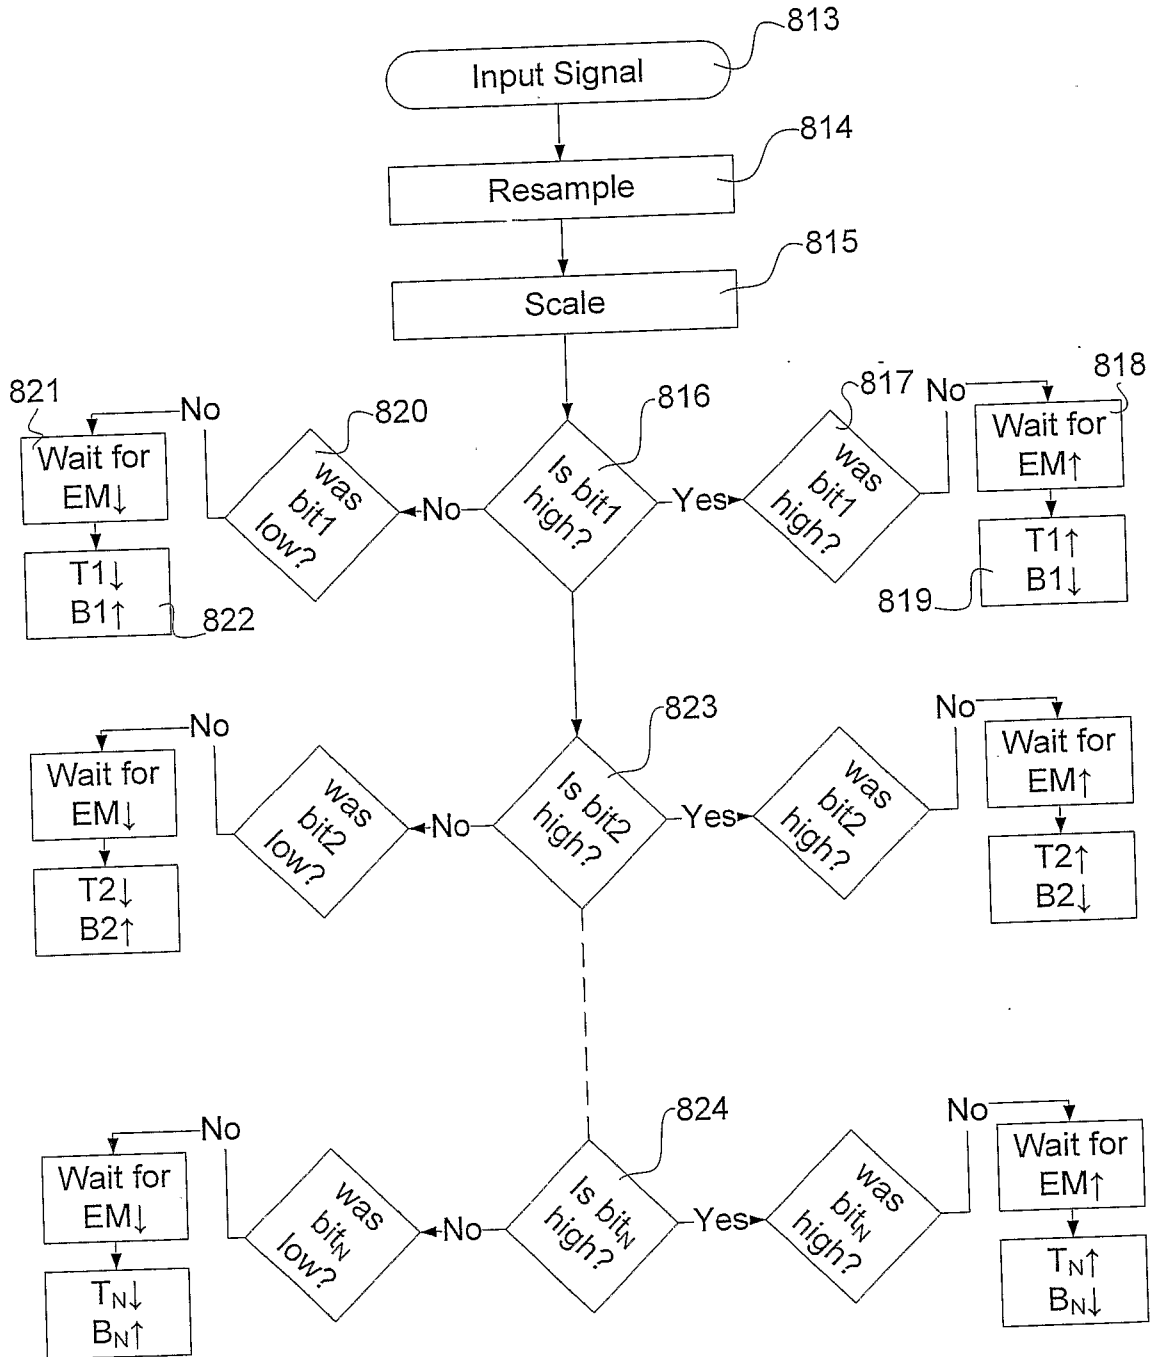 813
Input Signal
814
Resample
815
Scale
821
No
820
816
817
No
818
Wait for
EM↓
was
bit1
low?
No
Is bit1
high?
Yes
was
bit1
high?
Wait for
EM↑
T1↓
B1↑
822
819
T1↑
B1↓
No
823
No
Wait for
EM↓
was
bit2
low?
No
Is bit2
high?
Yes
was
bit2
high?
Wait for
EM↑
T2↓
B2↑
T2↑
B2↓
No
824
No
Wait for
EM↓
was
bitN
low?
No
Is bitN
high?
Yes
was
bitN
high?
Wait for
EM↑
TN↓
BN↑
TN↑
BN↓